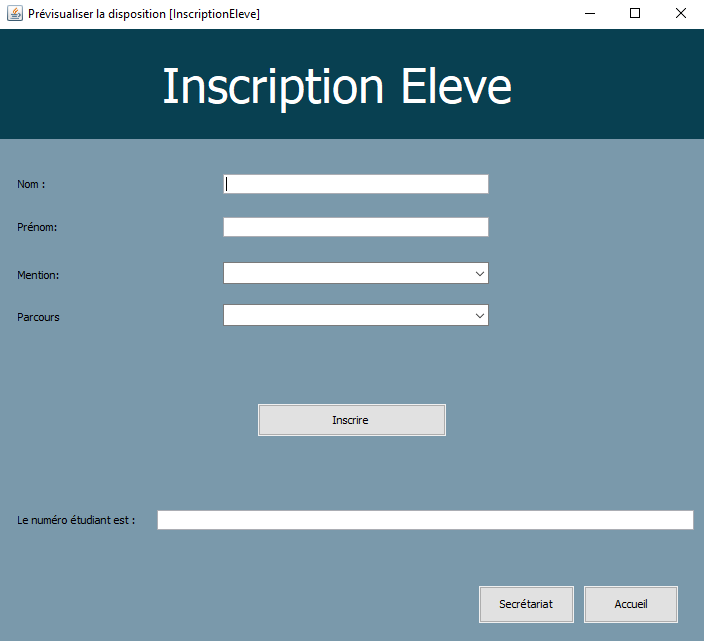 Prévisualiser la disposition [InscriptionEleve]
Inscription Eleve
Nom :
Prénom:
Mention:
Parcours
Inscrire
Le numéro étudiant est :
Secrétariat
Accueil